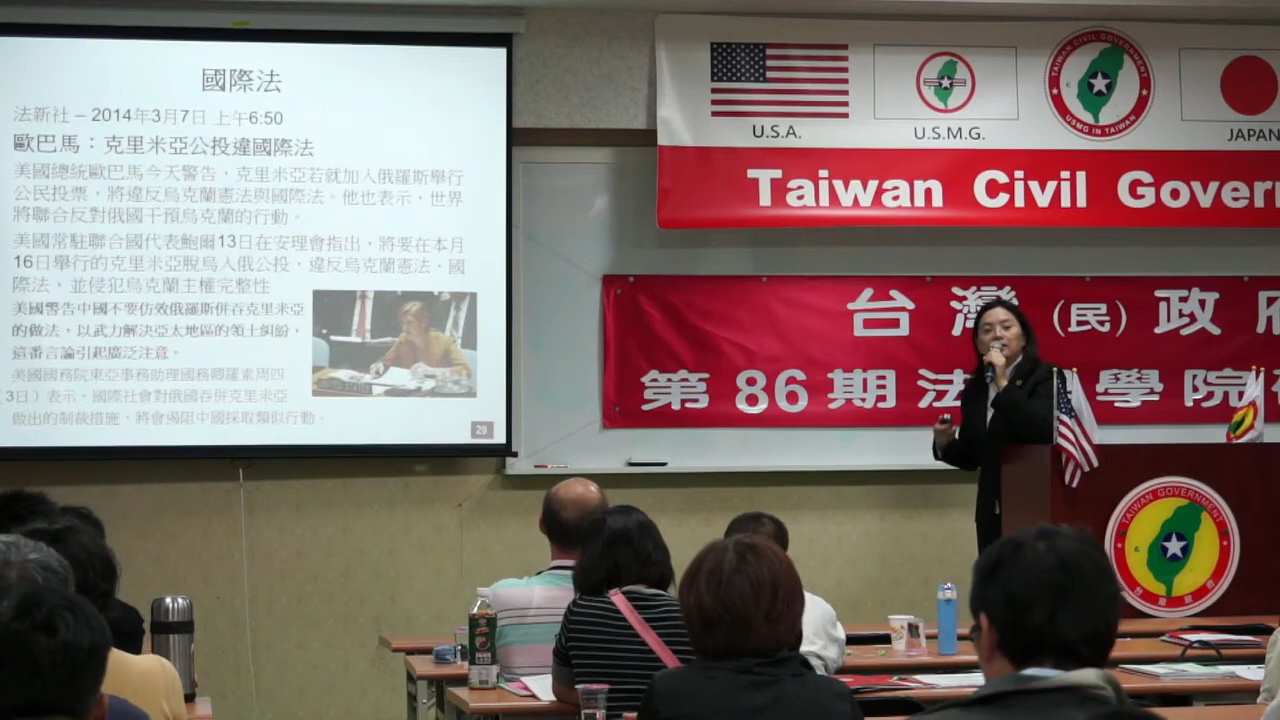 國際法
法新社 – 2014年3月7日 上午6:50
歐巴馬：克里米亞公投違國際法
美國總統歐巴馬今天警告，克里米亞若就加入俄羅斯舉行
公民投票，將違反烏克蘭憲法與國際法。他也表示，世界
將聯合反對俄國干預烏克蘭的行動。
美國常駐聯合國代表鮑爾13日在安理會指出，將要在本月
16日舉行的克里米亞脫烏入俄公投，違反烏克蘭憲法、國
際法，並侵犯烏克蘭主權完整性
美國警告中國不要仿效俄羅斯併吞克里米亞
的做法，以武力解決亞太地區的領土糾紛，
這番言論引起廣泛注意。
美國國務院東亞事務助理國務卿羅素周四
（3日）表示，國際社會對俄國吞併克里米亞
做出的制裁措施，將會遏阻中國採取類似行動。
UNITED STATES
29
U.S.A.
U.S.M.G.
TAIWAN CIVIL GOVERNMENT
USMG IN TAIWAN
JAPAN
Taiwan Civil Govern
台灣（民）政府
第86期法 學院
TAIWAN GOVERNMENT